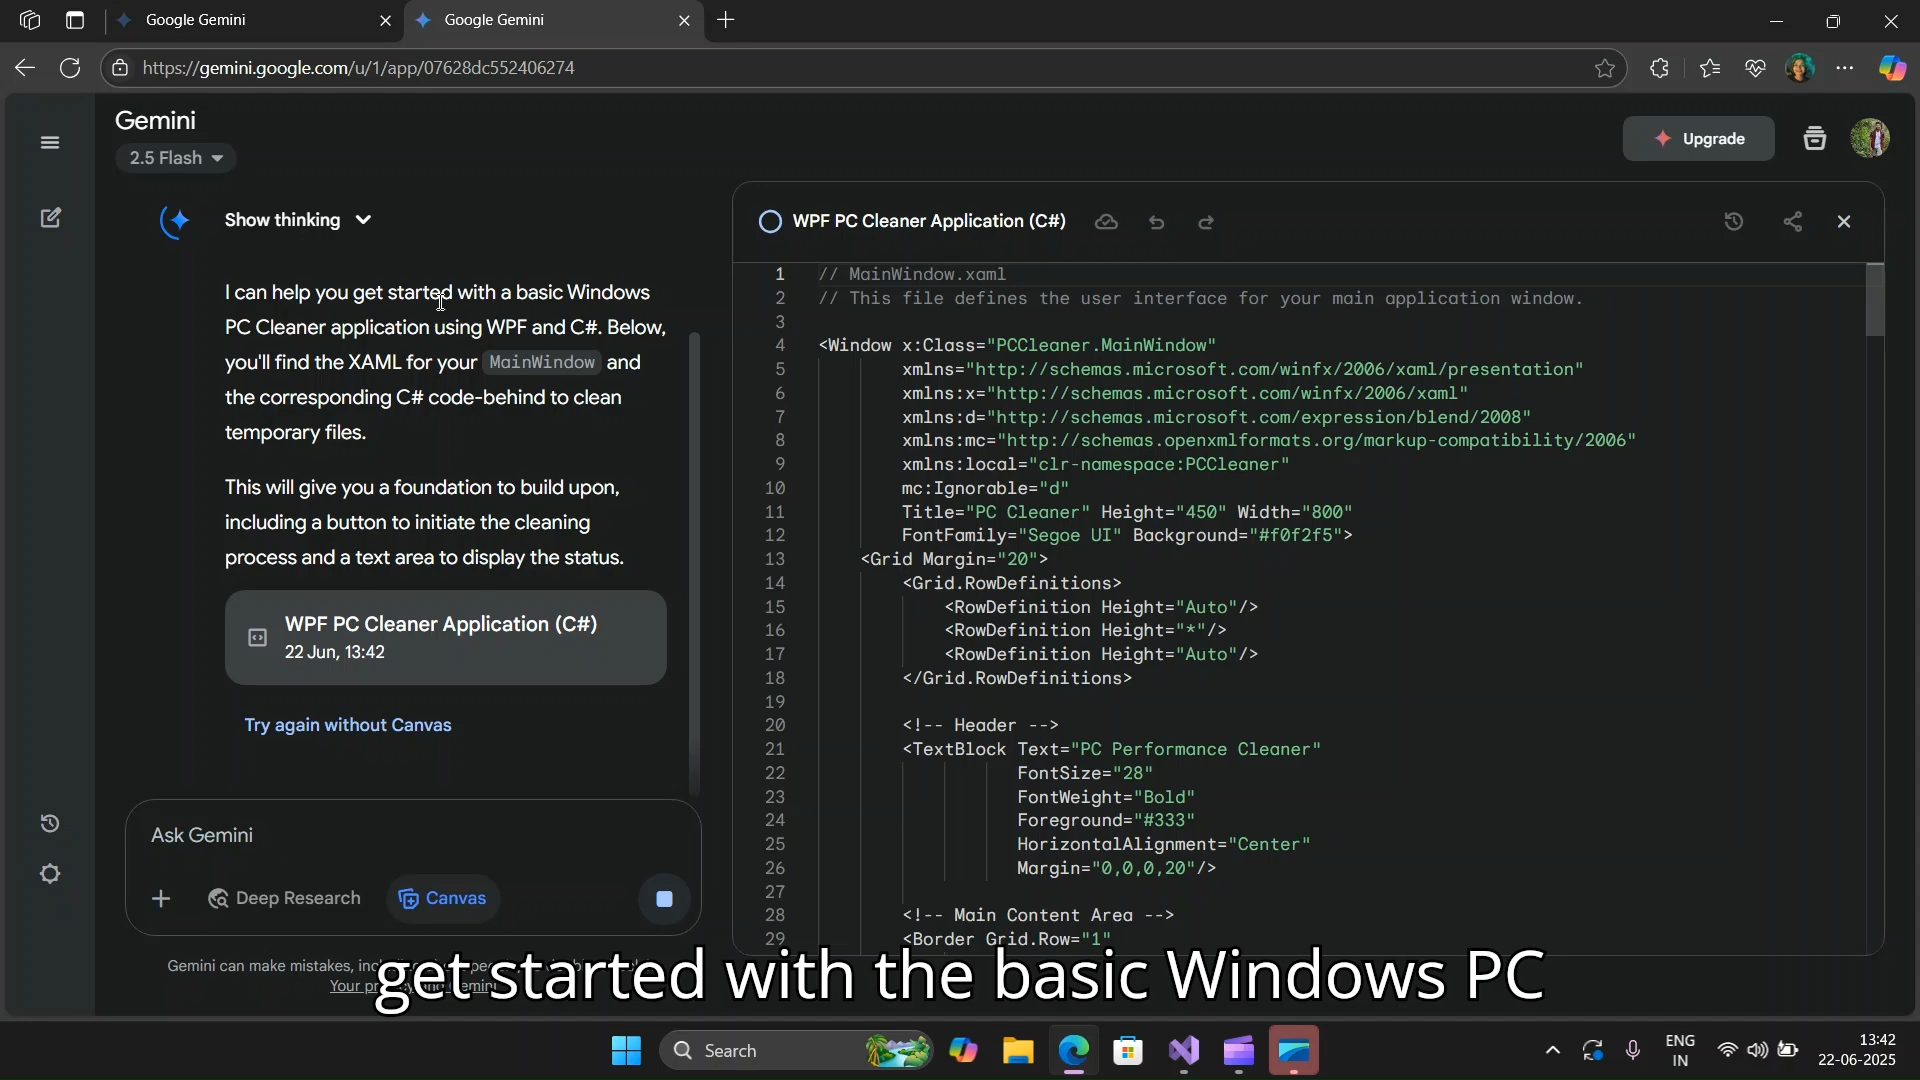 Google Gemini
Google Gemini
https://gemini.google.com/u/1/app/07628dc552406274
Gemini
2.5 Flash
Upgrade
Show thinking
I can help you get started with a basic Windows
PC Cleaner application using WPF and C#. Below,
you'll find the XAML for your MainWindow and
the corresponding C# code-behind to clean
temporary files.
This will give you a foundation to build upon,
including a button to initiate the cleaning
process and a text area to display the status.
WPF PC Cleaner Application (C#)
22 Jun, 13:42
Try again without Canvas
Ask Gemini
Deep Research
Canvas
Gemini can make mistakes,
WPF PC Cleaner Application (C#)
1 // MainWindow.xaml
2 // This file defines the user interface for your main application window.
3
4 <Window x:Class="PCCleaner.MainWindow"
5 xmlns="http://schemas.microsoft.com/winfx/2006/xaml/presentation"
6 xmlns:x="http://schemas.microsoft.com/winfx/2006/xaml"
7 xmlns:d="http://schemas.microsoft.com/expression/blend/2008"
8 xmlns:mc="http://schemas.openxmlformats.org/markup-compatibility/2006"
9 xmlns:local="clr-namespace:PCCleaner"
10 mc:Ignorable="d"
11 Title="PC Cleaner" Height="450" Width="800"
12 FontFamily="Segoe UI" Background="#f0f2f5">
13 <Grid Margin="20">
14 <Grid.RowDefinitions>
15 <RowDefinition Height="Auto"/>
16 <RowDefinition Height="*"/>
17 <RowDefinition Height="Auto"/>
18 </Grid.RowDefinitions>
19
20 <!-- Header -->
21 <TextBlock Text="PC Performance Cleaner"
22 FontSize="28"
23 FontWeight="Bold"
24 Foreground="#333"
25 HorizontalAlignment="Center"
26 Margin="0,0,0,20"/>
27
28 <!-- Main Content Area -->
29 <Border Grid.Row="1"
get started with the basic Windows PC
Search
ENG
IN
13:42
22-06-2025